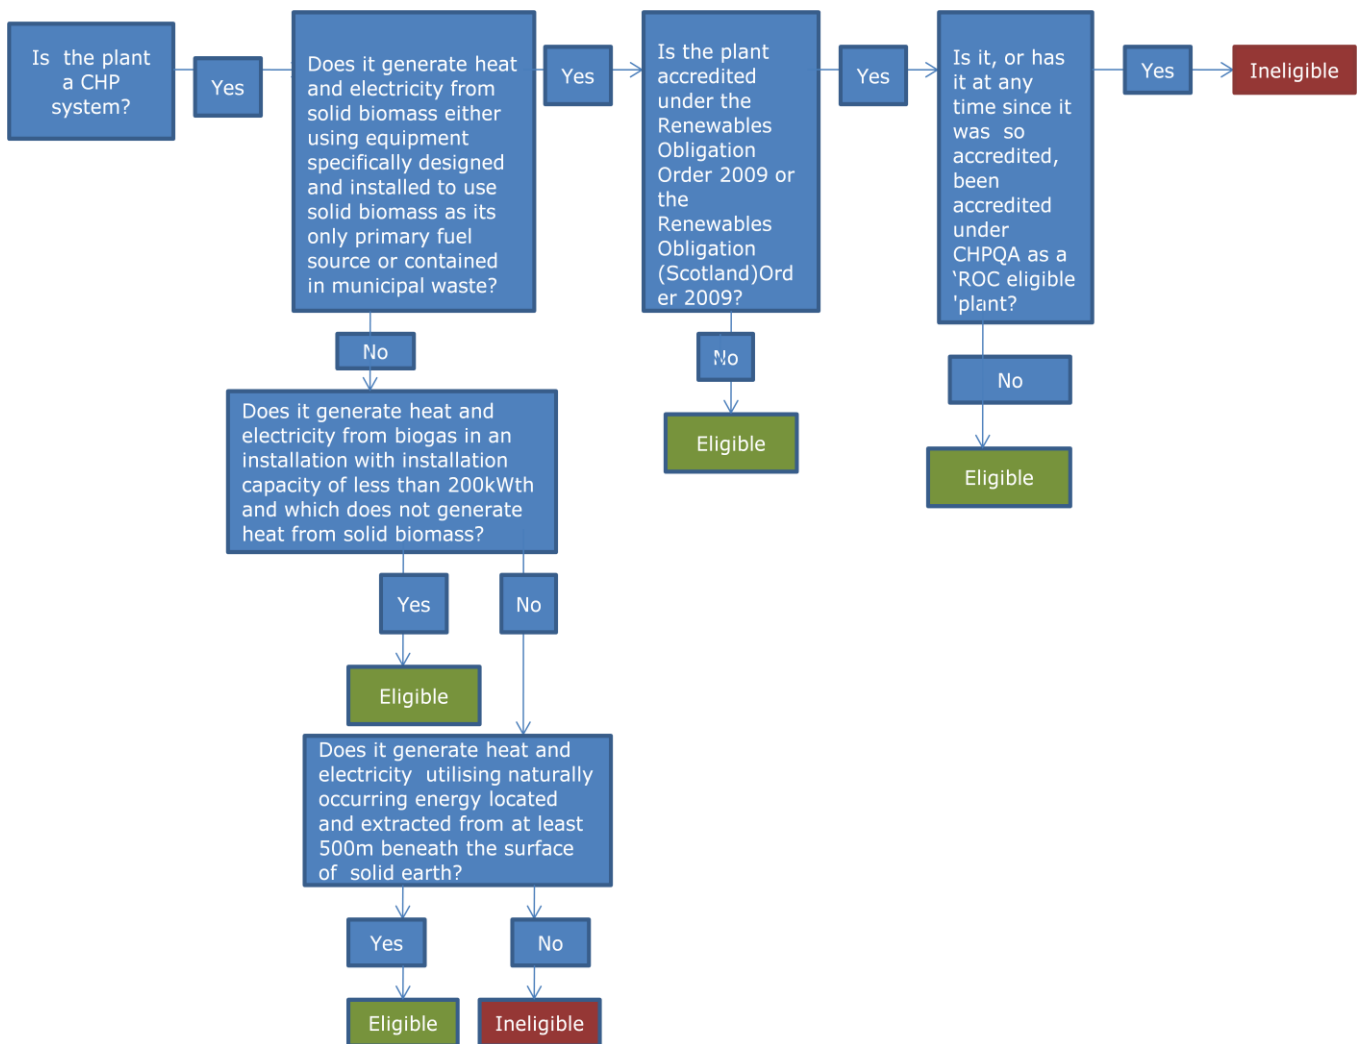 Is  the plant
a CHP
system?
Yes
Does it generate heat
and electricity from
solid biomass either
using equipment
specifically designed
and installed to use
solid biomass as its
only primary fuel
source or contained
in municipal waste?
Yes
Is the plant
accredited
under the
Renewables
Obligation
Order 2009 or
the
Renewables
Obligation
(Scotland)Ord
er 2009?
Yes
Is it, or has
it at any
time since it
was  so
accredited,
been
accredited
under
CHPQA as a
‘ROC eligible
'plant?
Yes
Ineligible
No
No
No
Eligible
Eligible
Does it generate heat and
electricity from biogas in an
installation with installation
capacity of less than 200kWth
and which does not generate
heat from solid biomass?
Yes
No
Eligible
Does it generate heat and
electricity  utilising naturally
occurring energy located
and extracted from at least
500m beneath the surface
of  solid earth?
Yes
No
Eligible
Ineligible